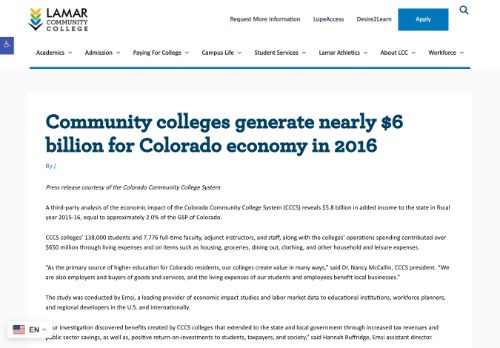 LAMAR
COMMUNITY
COLLEGE
Request More Information LopeAccess Desire2Learn Apply
Academics Admission Paying For College Campus Life Student Services Lamar Athletics About LCC Workforce
Community colleges generate nearly $6
billion for Colorado economy in 2016
By /
Press release courtesy of the Colorado Community College System
A third-party analysis of the economic impact of the Colorado Community College System (CCCS) reveals $5.8 billion in added income to the state in fiscal
year 2015-16, equal to approximately 2.0% of the GSP of Colorado.
CCCS colleges' 138,000 students and 7,776 full-time faculty, adjunct instructors, and staff, along with the colleges' operations spending contributed over
$650 million through living expenses and on items such as housing, groceries, dining out, clothing, and other household and leisure expenses.
"As the primary source of higher education for Colorado residents, our colleges create value in many ways," said Dr. Nancy McCallin, CCCS president. "We
are also employers and buyers of goods and services, and the living expenses of our students and employees benefit local businesses."
The study was conducted by Emsi, a leading provider of economic impact studies and labor market data to educational institutions, workforce planners,
and regional developers in the U.S. and internationally.
our investigation discovered benefits created by CCCS colleges that extended to the state and local government through increased tax revenues and
public sector savings, as well as, positive return-on-investments to students, taxpayers, and society," said Hannah Ruffridge, Emsi assistant director.
EN